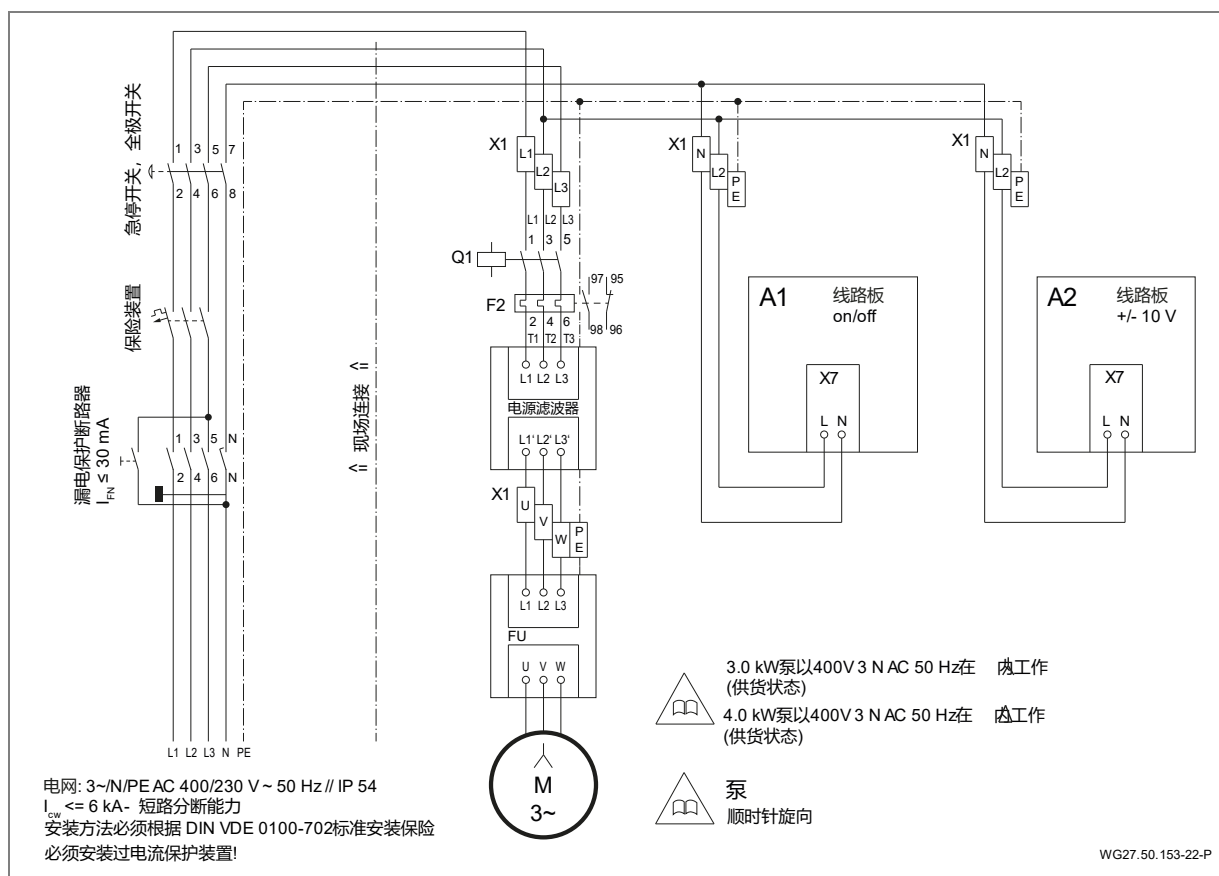 急停开关，全极开关
1 3 5 7
2 4 6 8
保险装置
漏电保护断路器
I_FN ≤ 30 mA
1 3 5 N
2 4 6 N
L1 L2 L3 N PE
<= 现场连接 =>
X1
L1
L2
L3
L1 L2 L3
1 3 5
Q1
97 95
F2
2 4 6
98 96
T1 T2 T3
L1 L2 L3
电源滤波器
L1' L2' L3'
X1
U
V
W
PE
L1 L2 L3
FU
U V W
M
3~
X1
N
L2
PE
X1
N
L2
PE
A1
线路板
on/off
X7
L N
A2
线路板
+/- 10 V
X7
L N
3.0 kW泵以400V 3 N AC 50 Hz在 内工作
(供货状态)
4.0 kW泵以400V 3 N AC 50 Hz在 内工作
(供货状态)
泵
顺时针旋向
电网: 3~/N/PE AC 400/230 V ~ 50 Hz // IP 54
I_cw <= 6 kA - 短路分断能力
安装方法必须根据 DIN VDE 0100-702标准安装保险
必须安装过电流保护装置!
WG27.50.153-22-P